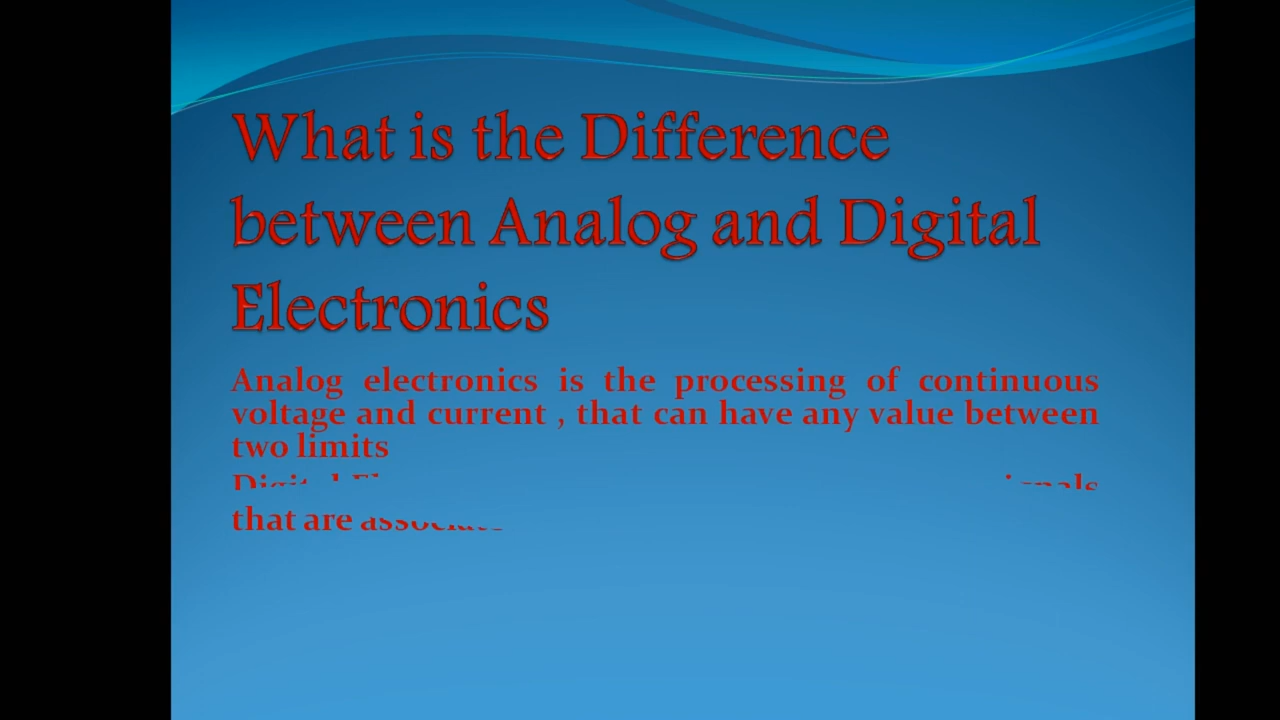 What is the Difference
between Analog and Digital
Electronics
Analog electronics is the processing of continuous
voltage and current , that can have any value between
two limits
Digital
that are